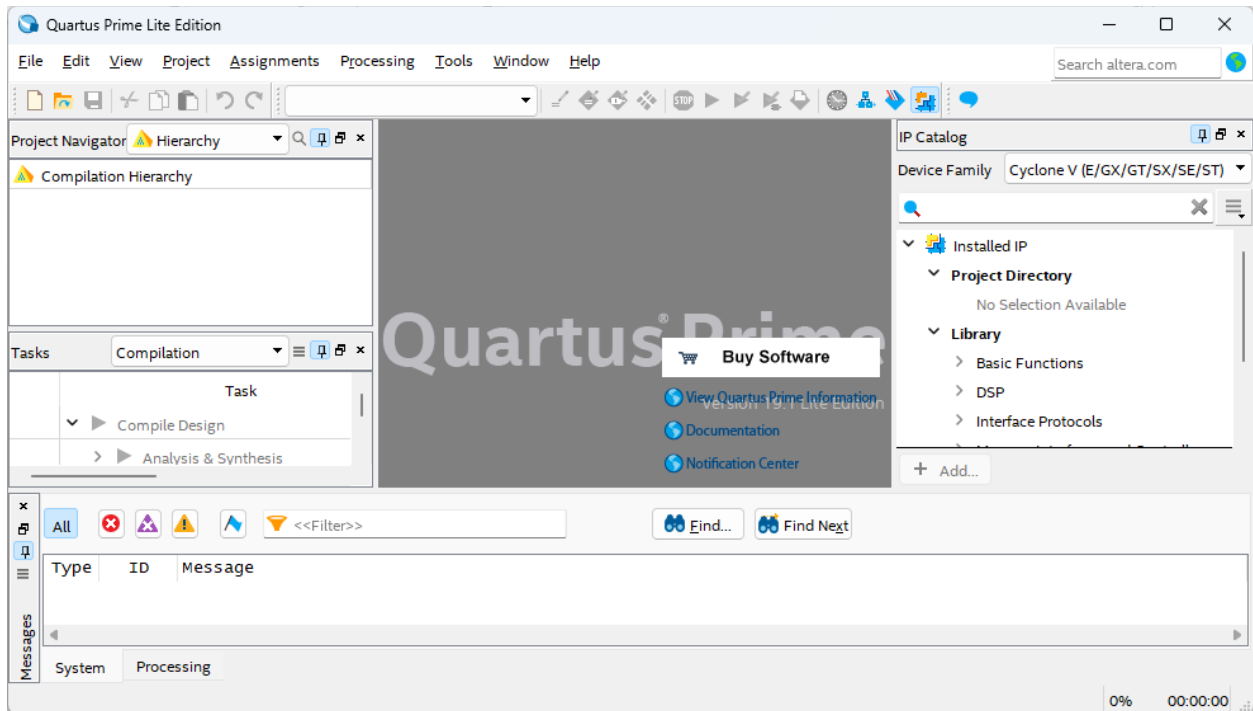 Quartus Prime Lite Edition
File Edit View Project Assignments Processing Tools Window Help
Search altera.com
STOP
Project Navigator Hierarchy
Compilation Hierarchy
Tasks Compilation
Task
Compile Design
Analysis & Synthesis
Quartus® Prime
Version 19.1 Lite Edition
Buy Software
View Quartus Prime Information
Documentation
Notification Center
IP Catalog
Device Family Cyclone V (E/GX/GT/SX/SE/ST)
Installed IP
Project Directory
No Selection Available
Library
Basic Functions
DSP
Interface Protocols
+ Add...
All <<Filter>> Find... Find Next
Type ID Message
Messages
System Processing
0% 00:00:00